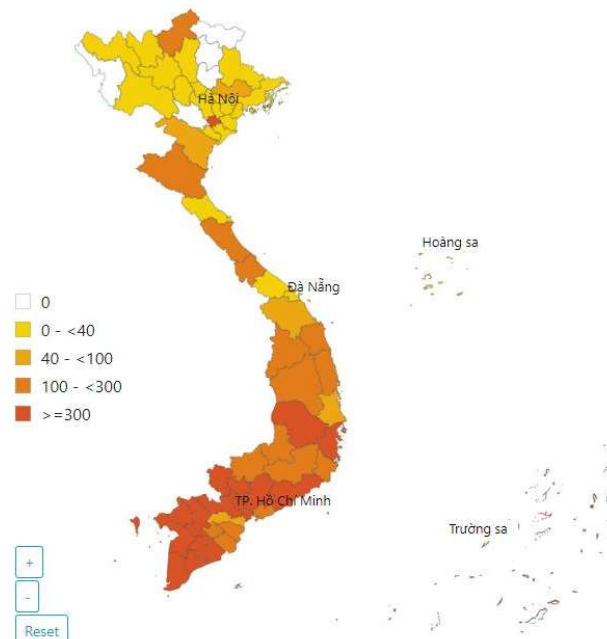 Hà Nội
Hoàng sa
Đà Nẵng
0
0 - <40
40 - <100
100 - <300
>=300
TP. Hồ Chí Minh
Trường sa
+
-
Reset